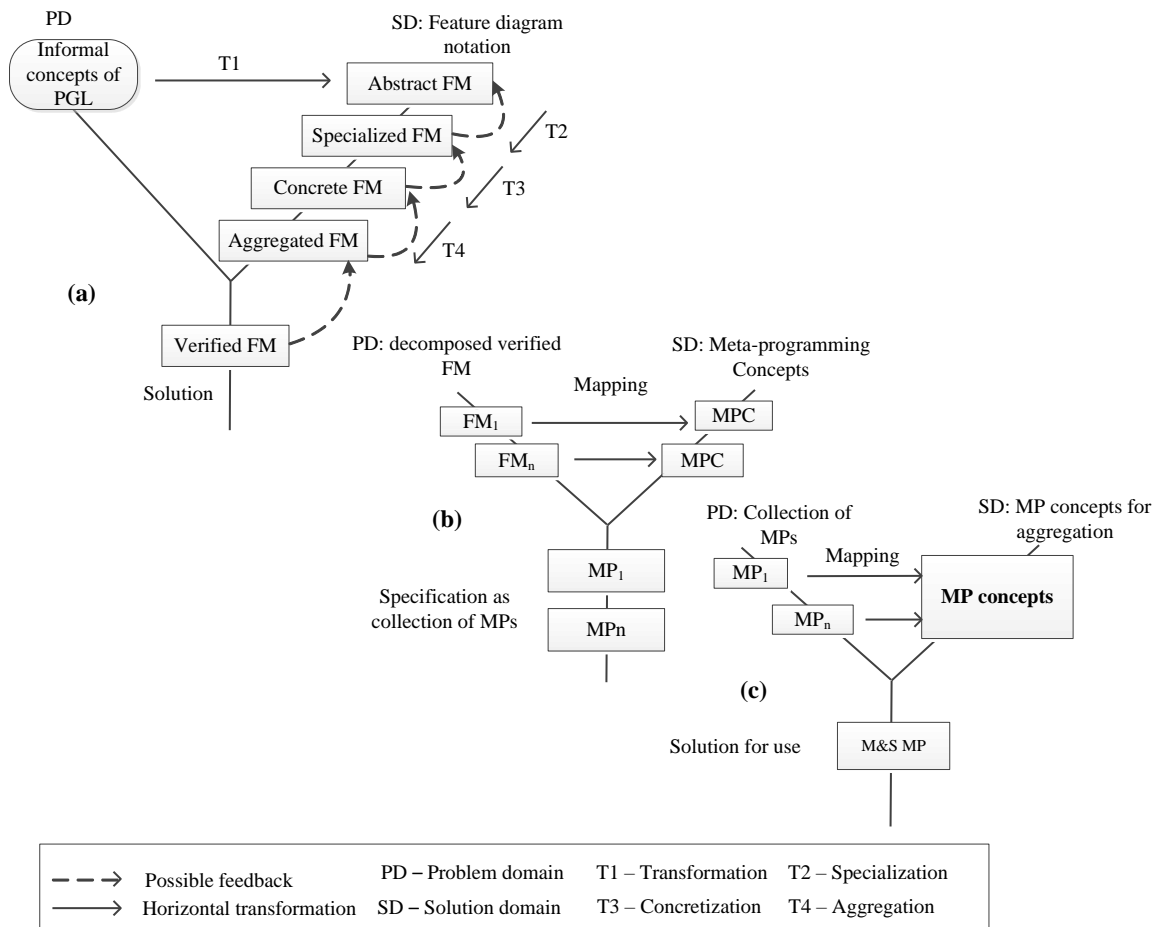 PD
SD: Feature diagram
notation
Informal
concepts of
PGL
T1
Abstract FM
T2
Specialized FM
T3
Concrete FM
T4
Aggregated FM
(a)
Verified FM
Solution
PD: decomposed verified
FM
SD: Meta-programming
Concepts
Mapping
FM1
MPC
FMn
MPC
(b)
MP1
Specification as
collection of MPs
MPn
PD: Collection of
MPs
SD: MP concepts for
aggregation
Mapping
MP1
MP concepts
MPn
(c)
Solution for use
M&S MP
Possible feedback
PD – Problem domain
T1 – Transformation
T2 – Specialization
Horizontal transformation
SD – Solution domain
T3 – Concretization
T4 – Aggregation